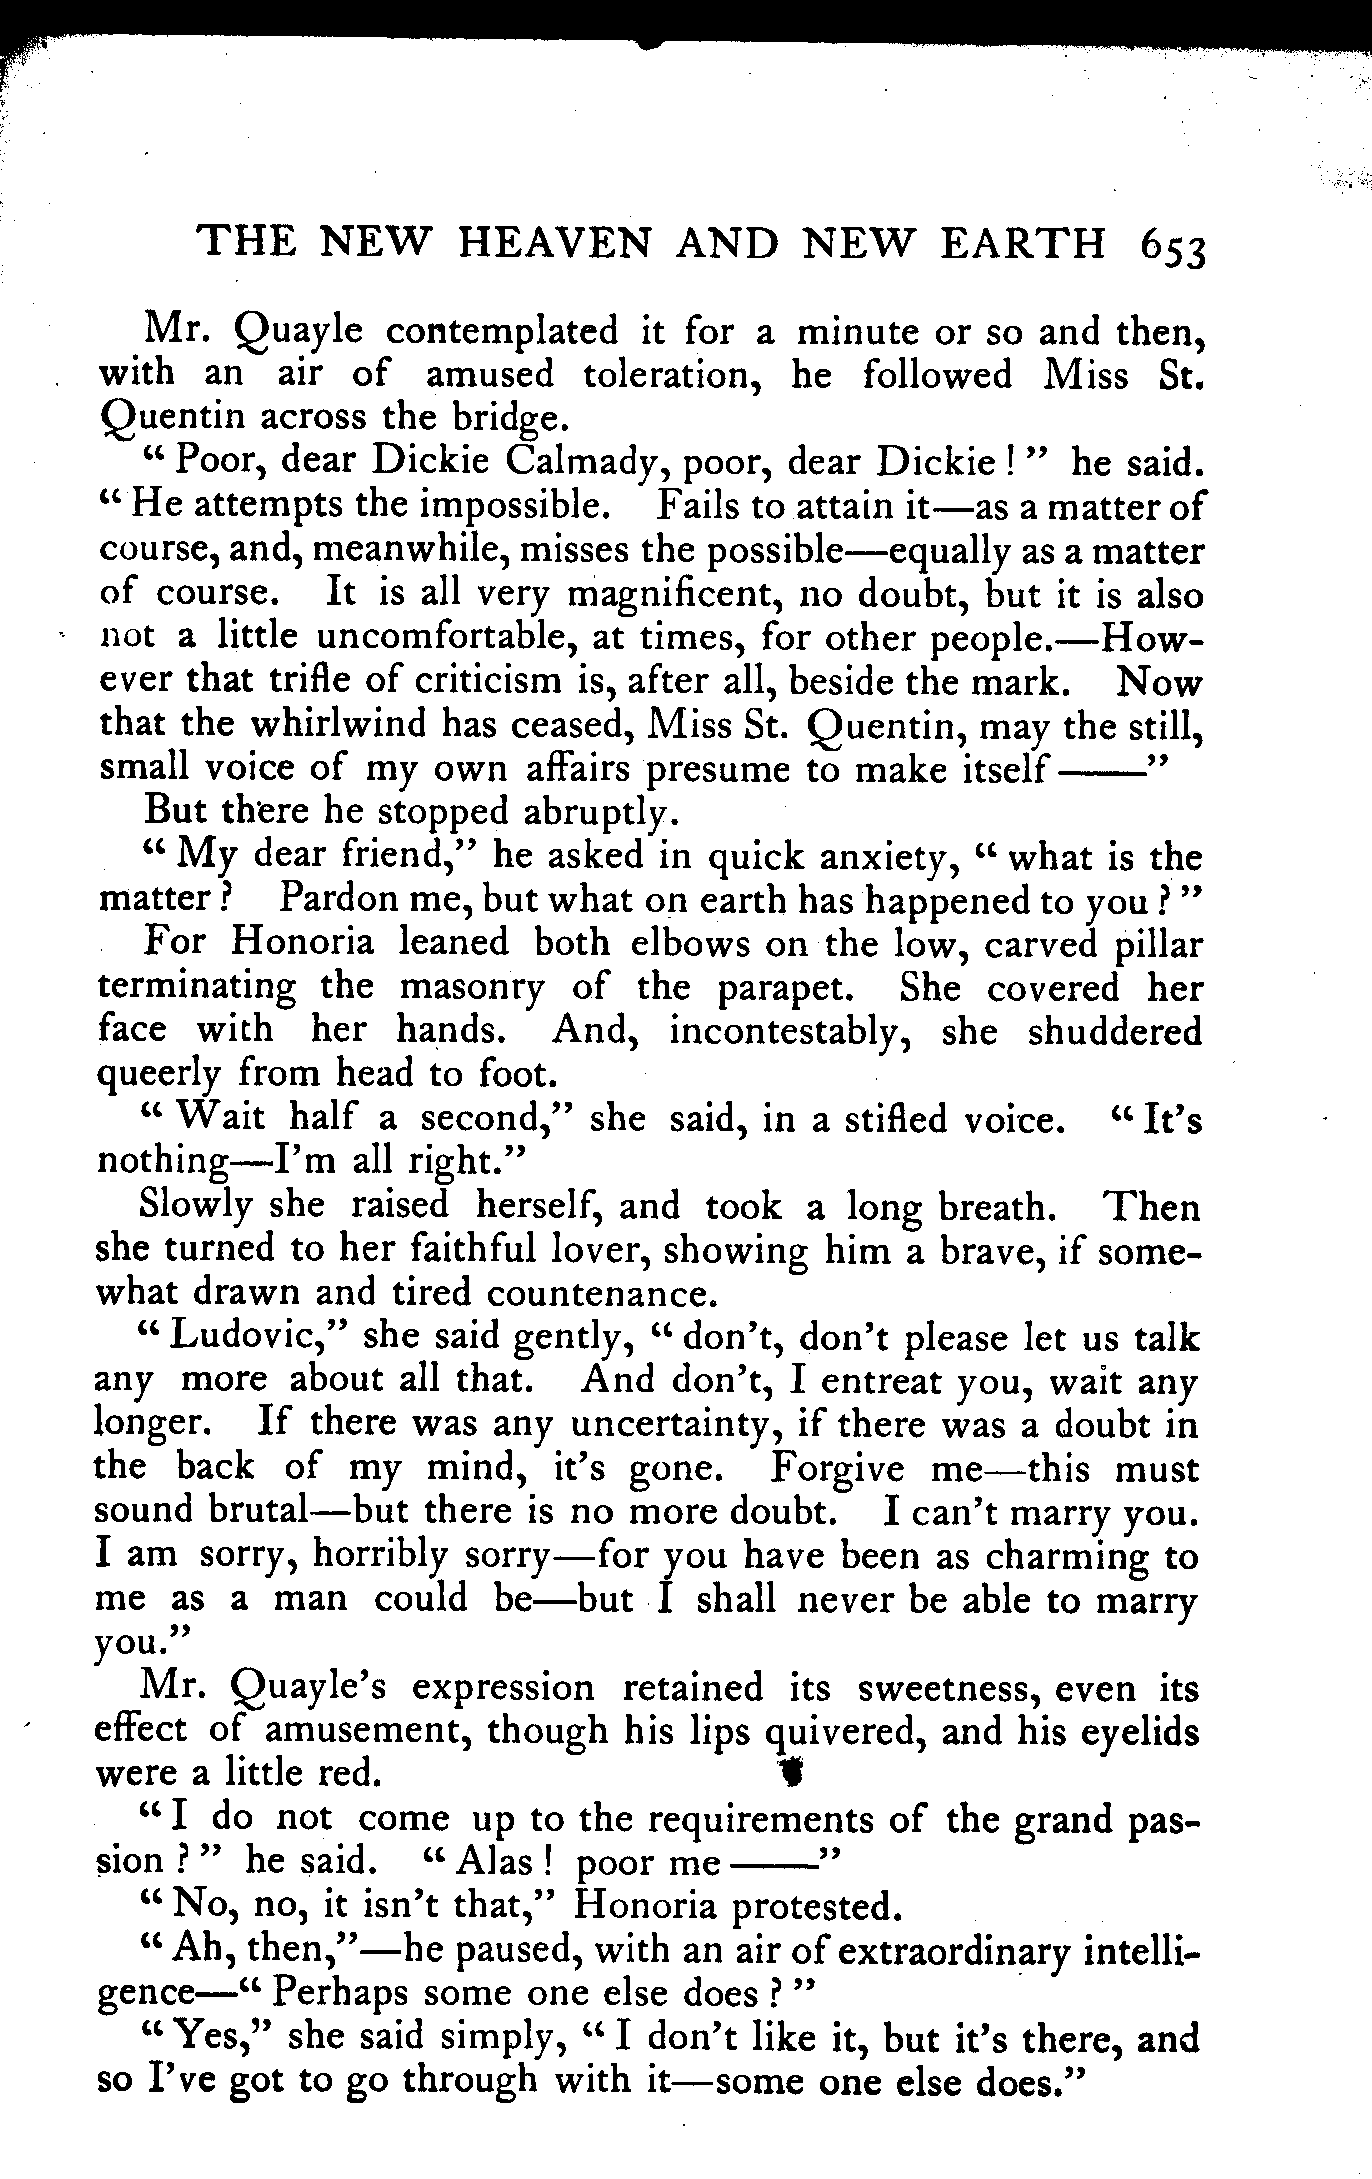 THE NEW HEAVEN AND NEW EARTH 653
Mr. Quayle contemplated it for a minute or so and then,
with an air of amused toleration, he followed Miss St.
Quentin across the bridge.
“ Poor, dear Dickie Calmady, poor, dear Dickie ! ” he said.
“ He attempts the impossible. Fails to attain it—as a matter of
course, and, meanwhile, misses the possible—equally as a matter
of course. It is all very magnificent, no doubt, but it is also
not a little uncomfortable, at times, for other people.—How-
ever that trifle of criticism is, after all, beside the mark. Now
that the whirlwind has ceased, Miss St. Quentin, may the still,
small voice of my own affairs presume to make itself ——”
But there he stopped abruptly.
“ My dear friend,” he asked in quick anxiety, “ what is the
matter ? Pardon me, but what on earth has happened to you ? ”
For Honoria leaned both elbows on the low, carved pillar
terminating the masonry of the parapet. She covered her
face with her hands. And, incontestably, she shuddered
queerly from head to foot.
“ Wait half a second,” she said, in a stifled voice. “ It’s
nothing—I’m all right.”
Slowly she raised herself, and took a long breath. Then
she turned to her faithful lover, showing him a brave, if some-
what drawn and tired countenance.
“ Ludovic,” she said gently, “ don’t, don’t please let us talk
any more about all that. And don’t, I entreat you, wait any
longer. If there was any uncertainty, if there was a doubt in
the back of my mind, it’s gone. Forgive me—this must
sound brutal—but there is no more doubt. I can’t marry you.
I am sorry, horribly sorry—for you have been as charming to
me as a man could be—but I shall never be able to marry
you.”
Mr. Quayle’s expression retained its sweetness, even its
effect of amusement, though his lips quivered, and his eyelids
were a little red.
“ I do not come up to the requirements of the grand pas-
sion ? ” he said. “ Alas ! poor me ——”
“ No, no, it isn’t that,” Honoria protested.
“ Ah, then,”—he paused, with an air of extraordinary intelli-
gence—“ Perhaps some one else does ? ”
“ Yes,” she said simply, “ I don’t like it, but it’s there, and
so I’ve got to go through with it—some one else does.”